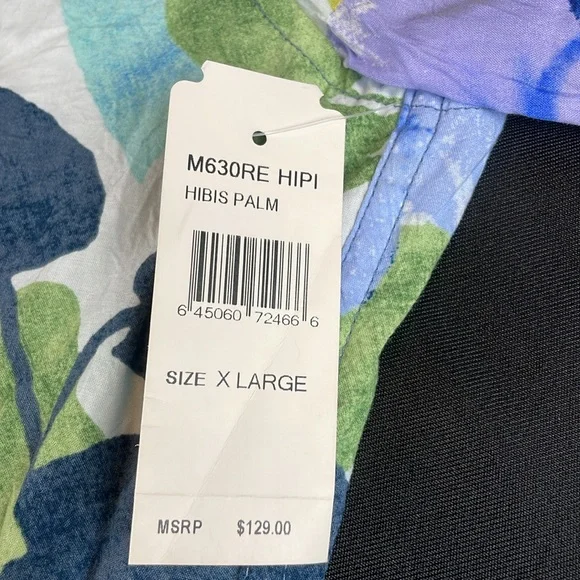 M630RE HIPI
HIBIS PALM
6 45060 72466 6
SIZE X LARGE
MSRP $129.00